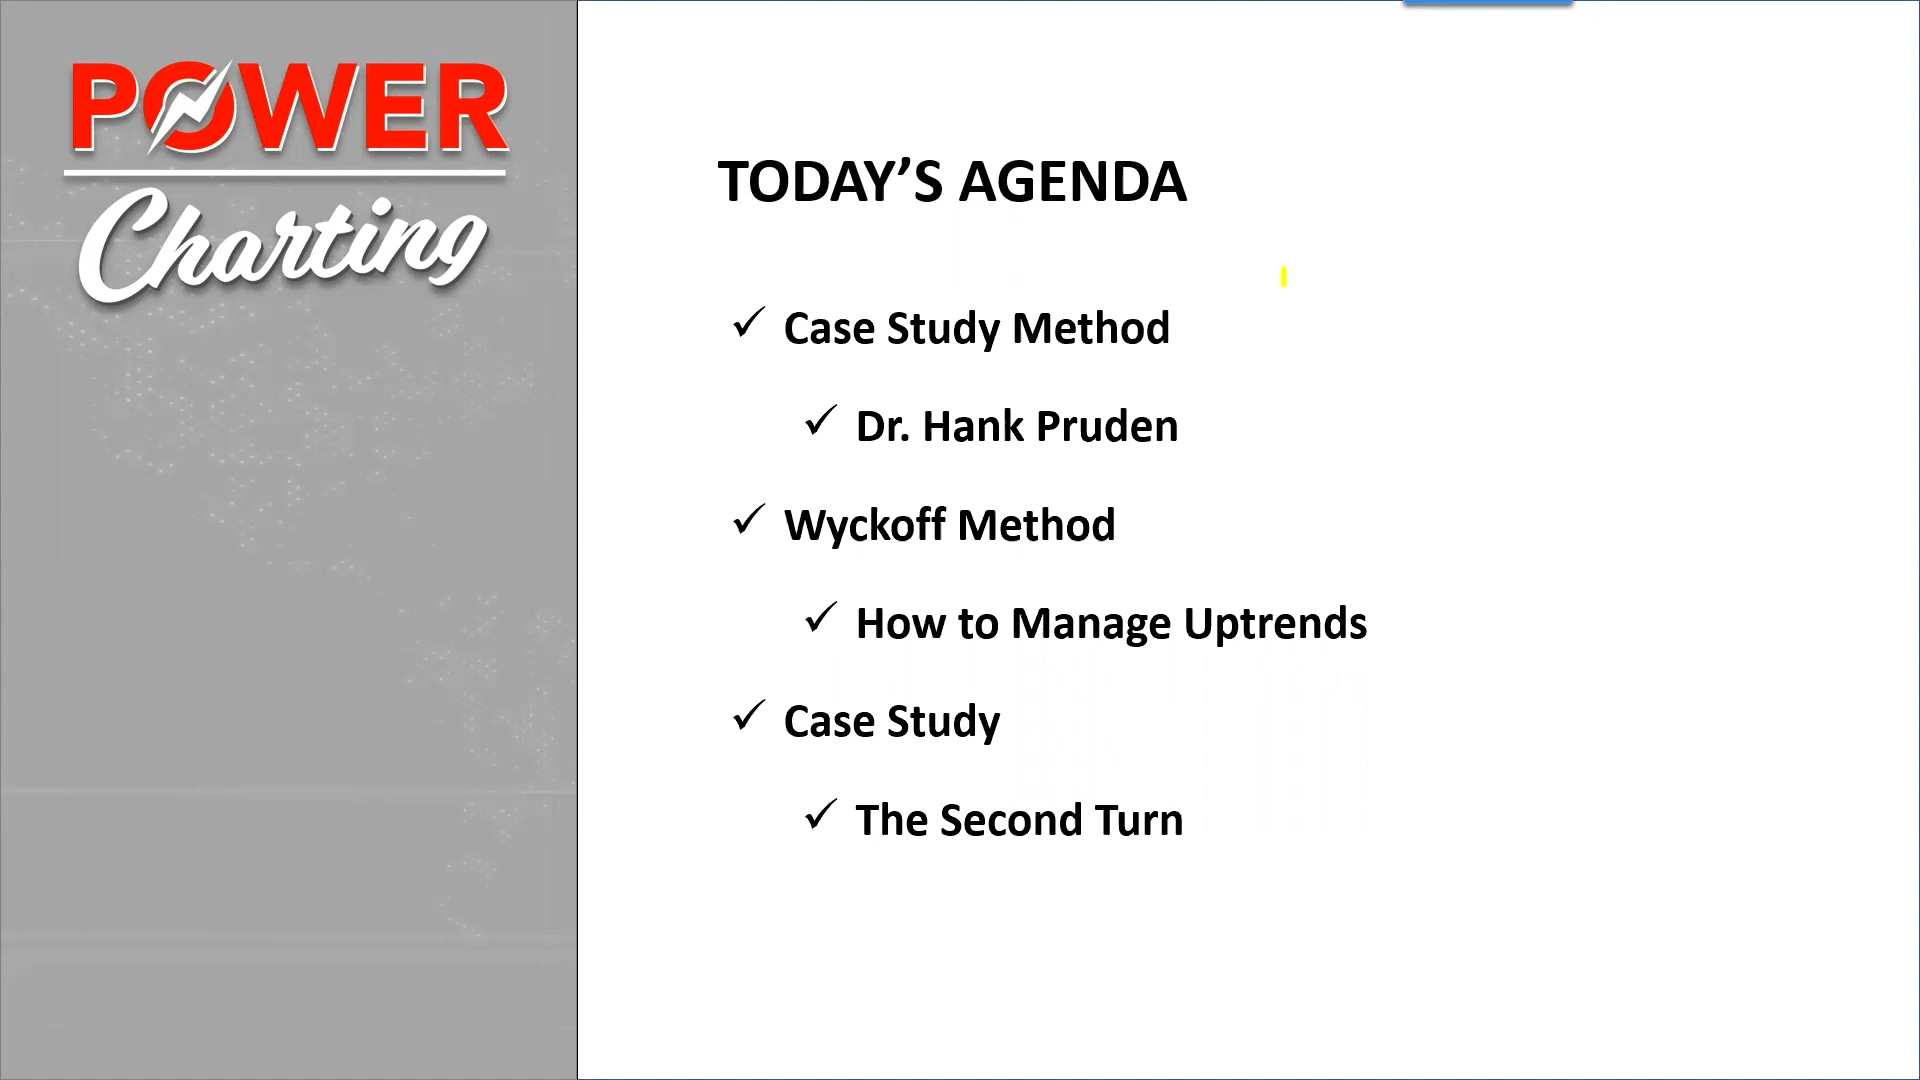 POWER
Charting
TODAY’S AGENDA
✓ Case Study Method
✓ Dr. Hank Pruden
✓ Wyckoff Method
✓ How to Manage Uptrends
✓ Case Study
✓ The Second Turn